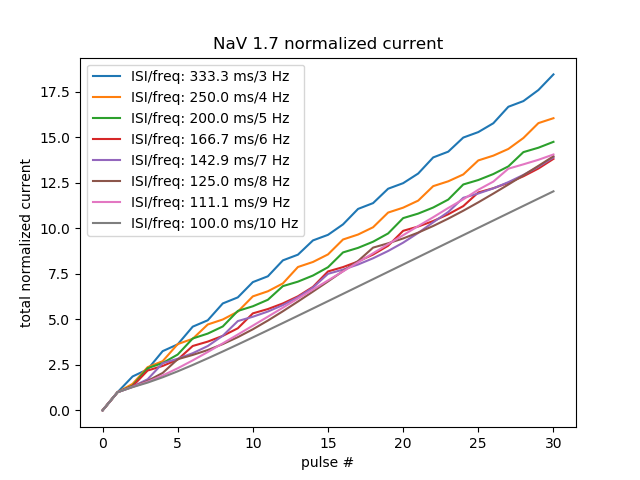 NaV 1.7 normalized current
ISI/freq: 333.3 ms/3 Hz
ISI/freq: 250.0 ms/4 Hz
ISI/freq: 200.0 ms/5 Hz
ISI/freq: 166.7 ms/6 Hz
ISI/freq: 142.9 ms/7 Hz
ISI/freq: 125.0 ms/8 Hz
ISI/freq: 111.1 ms/9 Hz
ISI/freq: 100.0 ms/10 Hz
total normalized current
17.5
15.0
12.5
10.0
7.5
5.0
2.5
0.0
0 5 10 15 20 25 30
pulse #